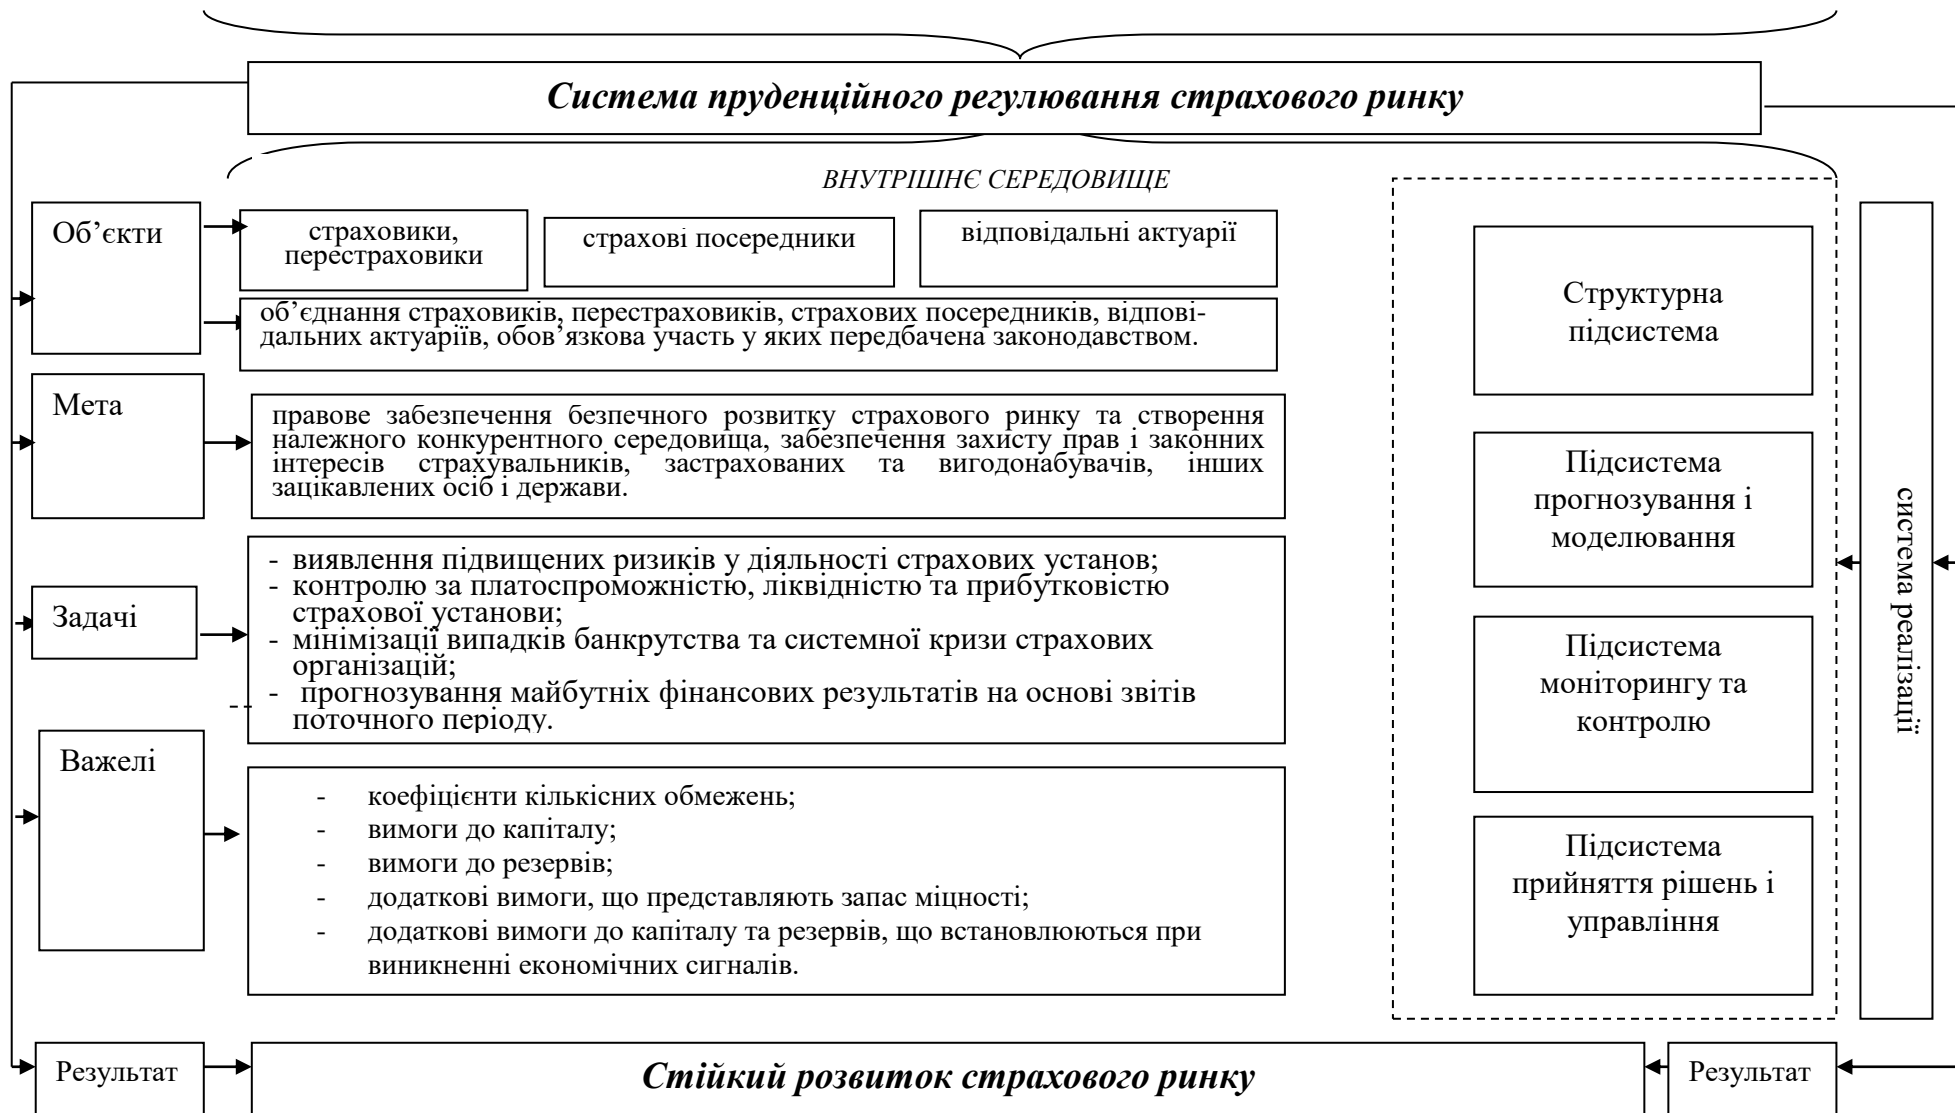 Система пруденційного регулювання страхового ринку
ВНУТРІШНЄ СЕРЕДОВИЩЕ
Об’єкти
страховики,
перестраховики
страхові посередники
відповідальні актуарії
об’єднання страховиків, перестраховиків, страхових посередників, відпові-
дальних актуаріїв, обов’язкова участь у яких передбачена законодавством.
Мета
правове забезпечення безпечного розвитку страхового ринку та створення
належного конкурентного середовища, забезпечення захисту прав і законних
інтересів страхувальників, застрахованих та вигодонабувачів, інших
зацікавлених осіб і держави.
Задачі
- виявлення підвищених ризиків у діяльності страхових установ;
- контролю за платоспроможністю, ліквідністю та прибутковістю
страхової установи;
- мінімізації випадків банкрутства та системної кризи страхових
організацій;
- прогнозування майбутніх фінансових результатів на основі звітів
поточного періоду.
Важелі
- коефіцієнти кількісних обмежень;
- вимоги до капіталу;
- вимоги до резервів;
- додаткові вимоги, що представляють запас міцності;
- додаткові вимоги до капіталу та резервів, що встановлюються при
виникненні економічних сигналів.
Структурна
підсистема
Підсистема
прогнозування і
моделювання
Підсистема
моніторингу та
контролю
Підсистема
прийняття рішень і
управління
система реалізації
Результат
Стійкий розвиток страхового ринку
Результат